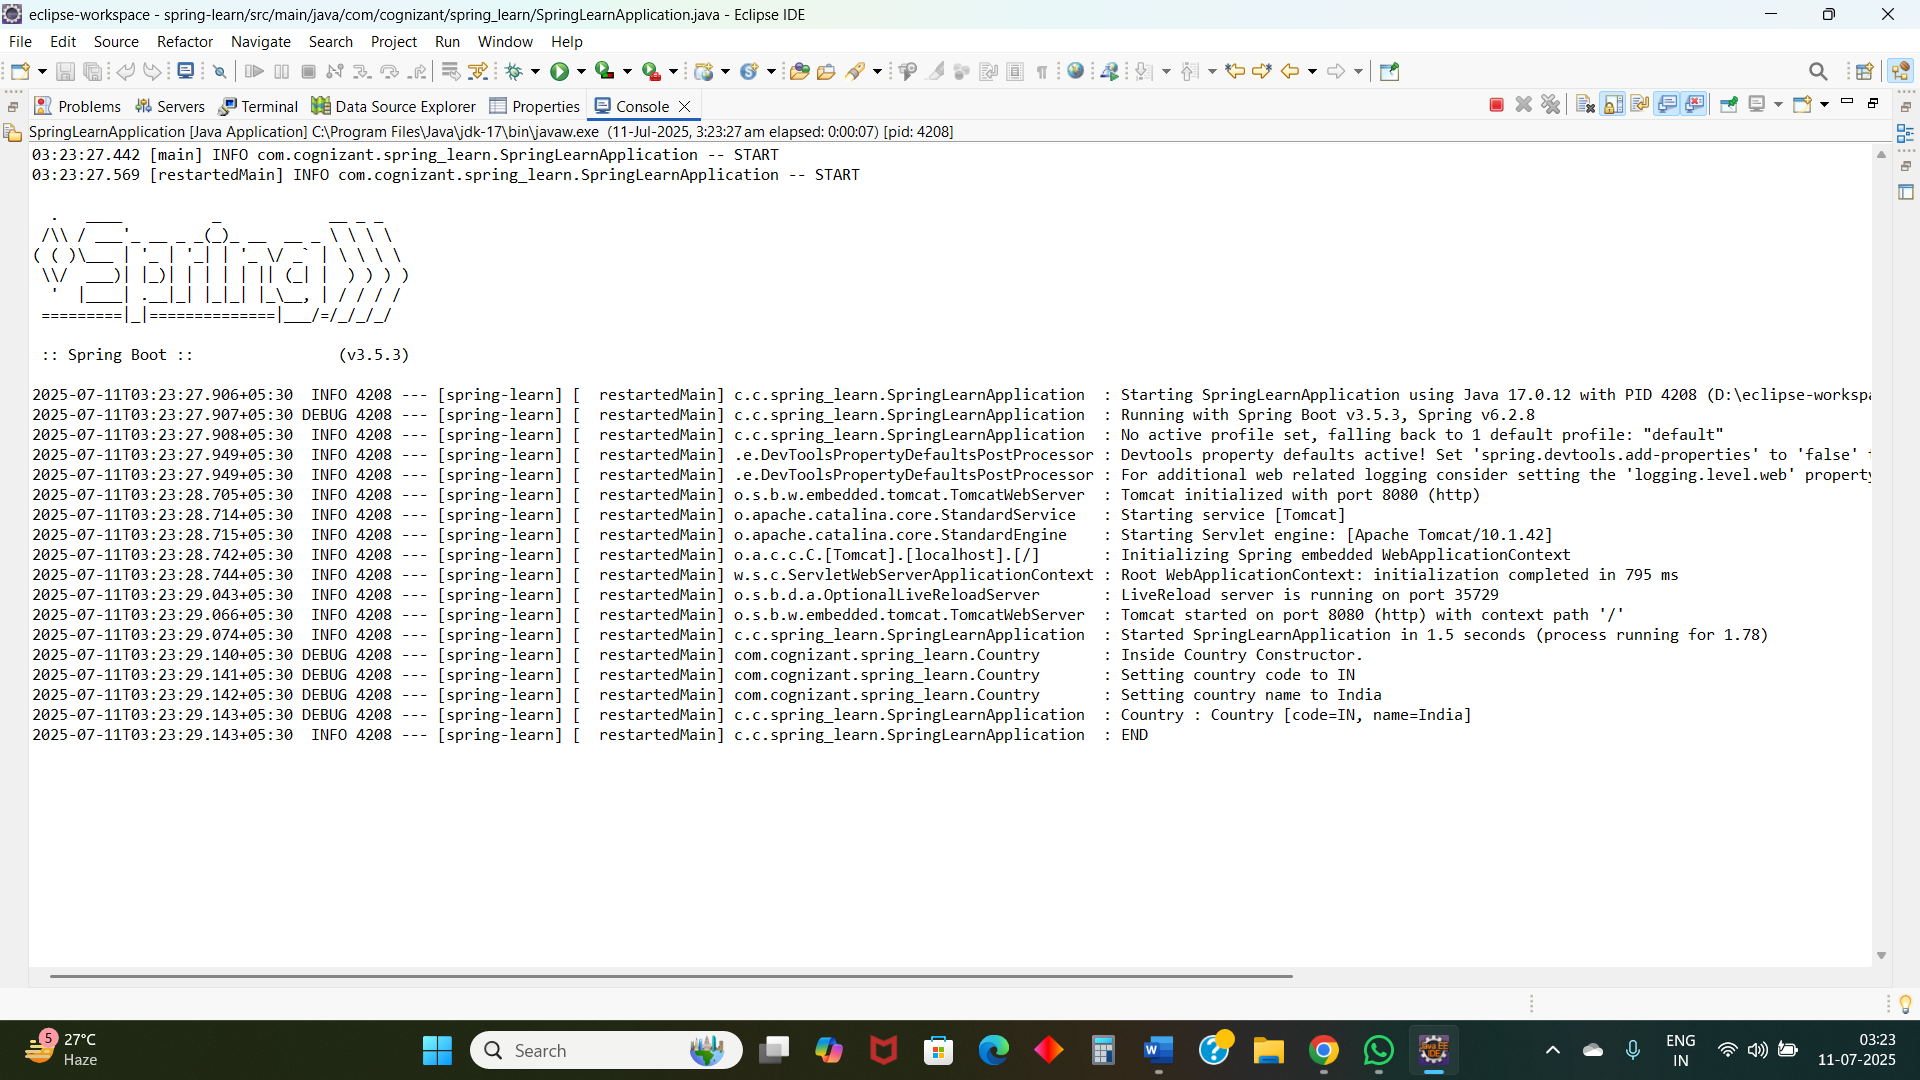 eclipse-workspace - spring-learn/src/main/java/com/cognizant/spring_learn/SpringLearnApplication.java - Eclipse IDE
File Edit Source Refactor Navigate Search Project Run Window Help
Problems Servers Terminal Data Source Explorer Properties Console
SpringLearnApplication [Java Application] C:\Program Files\Java\jdk-17\bin\javaw.exe (11-Jul-2025, 3:23:27 am elapsed: 0:00:07) [pid: 4208]
03:23:27.442 [main] INFO com.cognizant.spring_learn.SpringLearnApplication -- START
03:23:27.569 [restartedMain] INFO com.cognizant.spring_learn.SpringLearnApplication -- START
  .   ____          _            __ _ _
 /\\ / ___'_ __ _ _(_)_ __  __ _ \ \ \ \
( ( )\___ | '_ | '_| | '_ \/ _` | \ \ \ \
 \\/  ___)| |_)| | | | | || (_| |  ) ) ) )
  '  |____| .__|_| |_|_| |_\__, | / / / /
 =========|_|==============|___/=/_/_/_/
 :: Spring Boot ::                (v3.5.3)
2025-07-11T03:23:27.906+05:30  INFO 4208 --- [spring-learn] [  restartedMain] c.c.spring_learn.SpringLearnApplication  : Starting SpringLearnApplication using Java 17.0.12 with PID 4208 (D:\eclipse-workspa
2025-07-11T03:23:27.907+05:30 DEBUG 4208 --- [spring-learn] [  restartedMain] c.c.spring_learn.SpringLearnApplication  : Running with Spring Boot v3.5.3, Spring v6.2.8
2025-07-11T03:23:27.908+05:30  INFO 4208 --- [spring-learn] [  restartedMain] c.c.spring_learn.SpringLearnApplication  : No active profile set, falling back to 1 default profile: "default"
2025-07-11T03:23:27.949+05:30  INFO 4208 --- [spring-learn] [  restartedMain] .e.DevToolsPropertyDefaultsPostProcessor : Devtools property defaults active! Set 'spring.devtools.add-properties' to 'false'
2025-07-11T03:23:27.949+05:30  INFO 4208 --- [spring-learn] [  restartedMain] .e.DevToolsPropertyDefaultsPostProcessor : For additional web related logging consider setting the 'logging.level.web' property
2025-07-11T03:23:28.705+05:30  INFO 4208 --- [spring-learn] [  restartedMain] o.s.b.w.embedded.tomcat.TomcatWebServer  : Tomcat initialized with port 8080 (http)
2025-07-11T03:23:28.714+05:30  INFO 4208 --- [spring-learn] [  restartedMain] o.apache.catalina.core.StandardService   : Starting service [Tomcat]
2025-07-11T03:23:28.715+05:30  INFO 4208 --- [spring-learn] [  restartedMain] o.apache.catalina.core.StandardEngine    : Starting Servlet engine: [Apache Tomcat/10.1.42]
2025-07-11T03:23:28.742+05:30  INFO 4208 --- [spring-learn] [  restartedMain] o.a.c.c.C.[Tomcat].[localhost].[/]       : Initializing Spring embedded WebApplicationContext
2025-07-11T03:23:28.744+05:30  INFO 4208 --- [spring-learn] [  restartedMain] w.s.c.ServletWebServerApplicationContext : Root WebApplicationContext: initialization completed in 795 ms
2025-07-11T03:23:29.043+05:30  INFO 4208 --- [spring-learn] [  restartedMain] o.s.b.d.a.OptionalLiveReloadServer       : LiveReload server is running on port 35729
2025-07-11T03:23:29.066+05:30  INFO 4208 --- [spring-learn] [  restartedMain] o.s.b.w.embedded.tomcat.TomcatWebServer  : Tomcat started on port 8080 (http) with context path '/'
2025-07-11T03:23:29.074+05:30  INFO 4208 --- [spring-learn] [  restartedMain] c.c.spring_learn.SpringLearnApplication  : Started SpringLearnApplication in 1.5 seconds (process running for 1.78)
2025-07-11T03:23:29.140+05:30 DEBUG 4208 --- [spring-learn] [  restartedMain] com.cognizant.spring_learn.Country       : Inside Country Constructor.
2025-07-11T03:23:29.141+05:30 DEBUG 4208 --- [spring-learn] [  restartedMain] com.cognizant.spring_learn.Country       : Setting country code to IN
2025-07-11T03:23:29.142+05:30 DEBUG 4208 --- [spring-learn] [  restartedMain] com.cognizant.spring_learn.Country       : Setting country name to India
2025-07-11T03:23:29.143+05:30 DEBUG 4208 --- [spring-learn] [  restartedMain] c.c.spring_learn.SpringLearnApplication  : Country : Country [code=IN, name=India]
2025-07-11T03:23:29.143+05:30  INFO 4208 --- [spring-learn] [  restartedMain] c.c.spring_learn.SpringLearnApplication  : END
5 27°C
Haze
Search
ENG
IN
03:23
11-07-2025